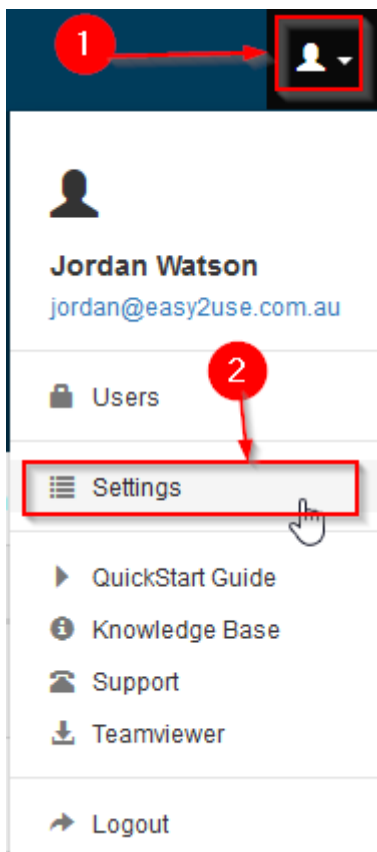 1
Jordan Watson
jordan@easy2use.com.au
Users
2
Settings
QuickStart Guide
Knowledge Base
Support
Teamviewer
Logout